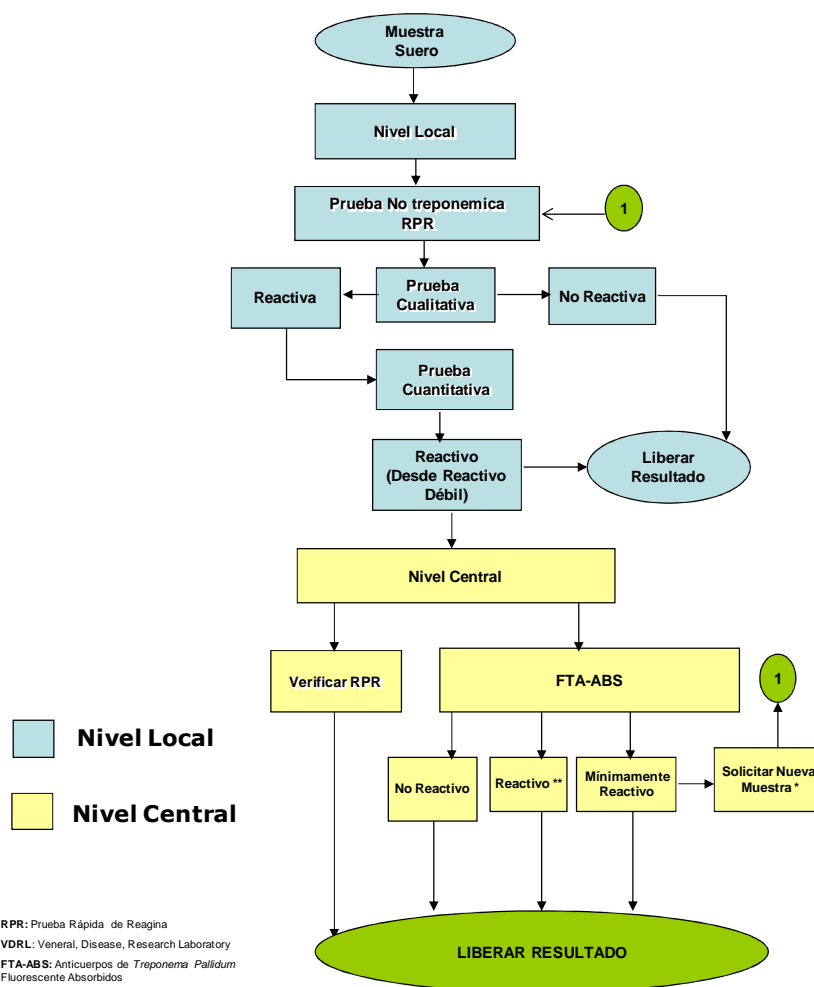 Muestra
Suero
Nivel Local
Prueba No treponemica
RPR
1
Reactiva
Prueba
Cualitativa
No Reactiva
Prueba
Cuantitativa
Reactivo
(Desde Reactivo
Débil)
Liberar
Resultado
Nivel Central
Verificar RPR
FTA-ABS
1
No Reactivo
Reactivo **
Mínimamente
Reactivo
Solicitar Nueva
Muestra *
Nivel Local
Nivel Central
LIBERAR RESULTADO
RPR: Prueba Rápida de Reagina
VDRL: Veneral, Disease, Research Laboratory
FTA-ABS: Anticuerpos de Treponema Pallidum
Fluorescente Absorbidos